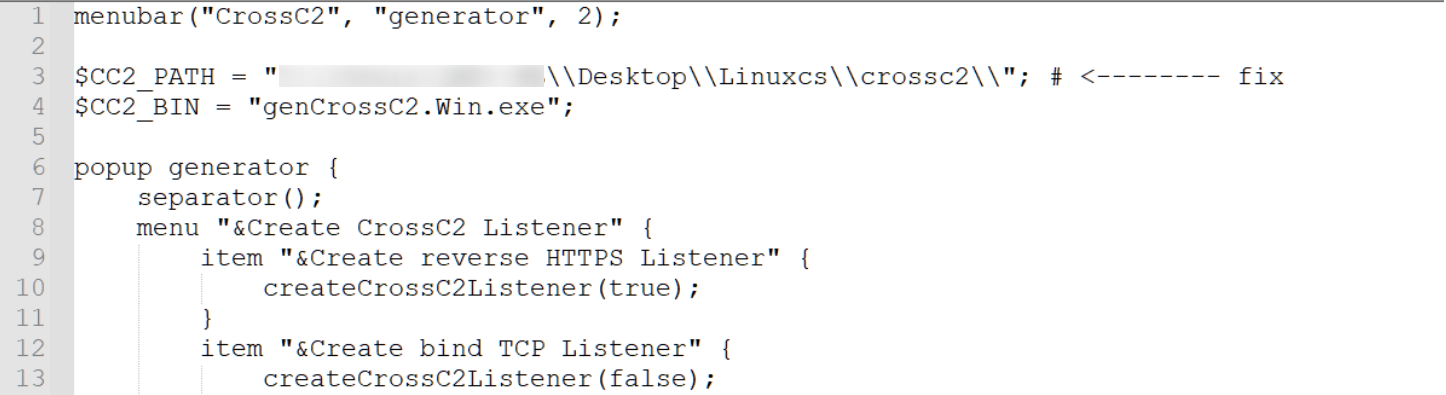 1 menubar("CrossC2", "generator", 2);
2
3 $CC2_PATH = " \\Desktop\\Linuxcs\\crossc2\\"; # <-------- fix
4 $CC2_BIN = "genCrossC2.Win.exe";
5
6 popup generator {
7 separator();
8 menu "&Create CrossC2 Listener" {
9 item "&Create reverse HTTPS Listener" {
10 createCrossC2Listener(true);
11 }
12 item "&Create bind TCP Listener" {
13 createCrossC2Listener(false);